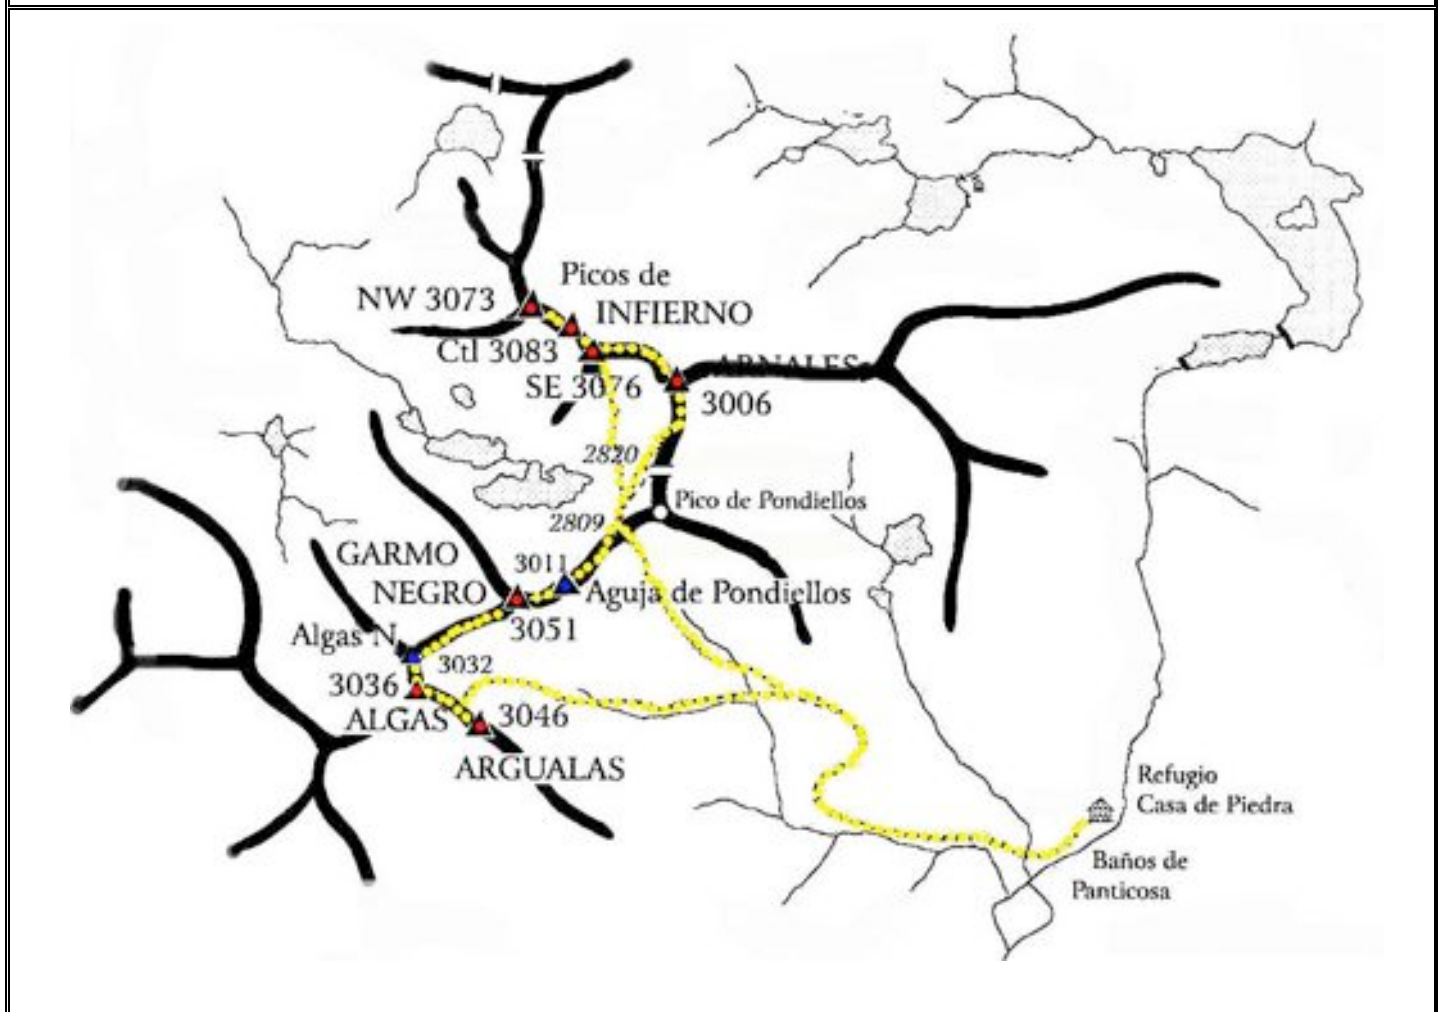 Picos de
NW 3073
INFIERNO
Ctl 3083
ARNALES
SE 3076
3006
2820
Pico de Pondiellos
2809
GARMO
3011
NEGRO
Aguja de Pondiellos
3051
Algas N
3032
3036
ALGAS
3046
ARGUALAS
Refugio
Casa de Piedra
Baños de
Panticosa